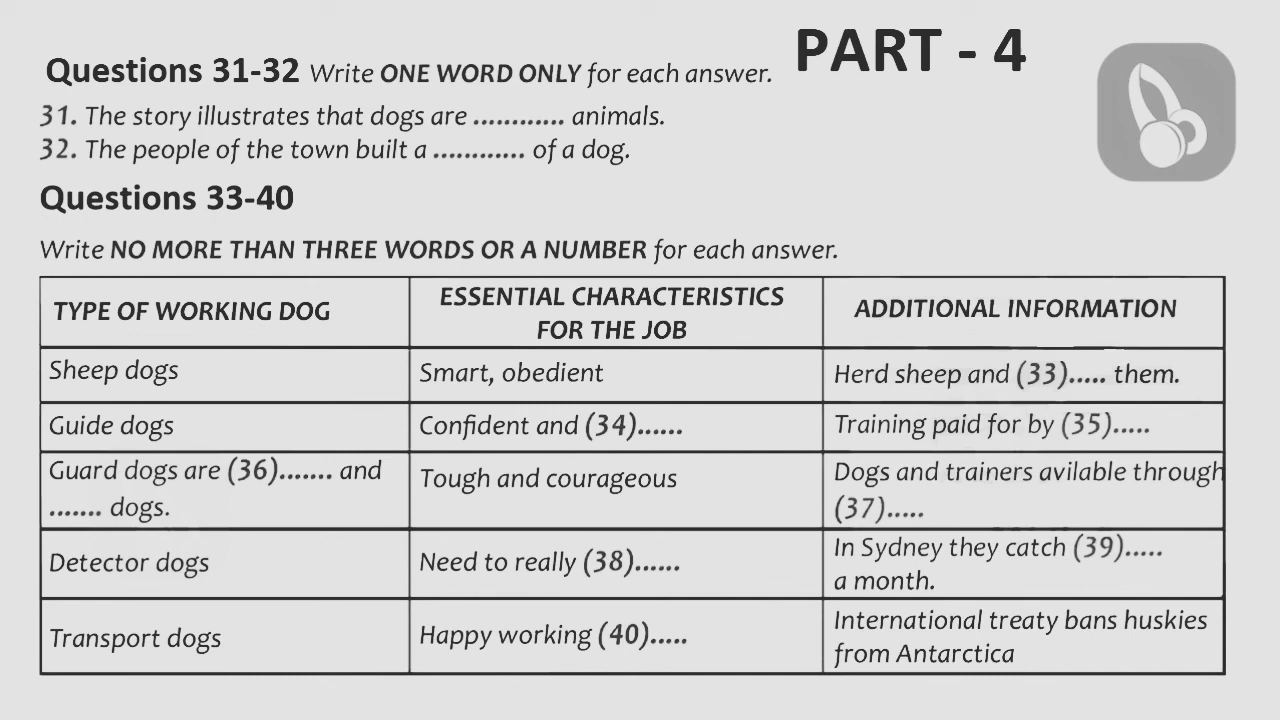 PART - 4
Questions 31-32 Write ONE WORD ONLY for each answer.
31. The story illustrates that dogs are ............ animals.
32. The people of the town built a ............ of a dog.
Questions 33-40
Write NO MORE THAN THREE WORDS OR A NUMBER for each answer.
TYPE OF WORKING DOG
ESSENTIAL CHARACTERISTICS
FOR THE JOB
ADDITIONAL INFORMATION
Sheep dogs
Smart, obedient
Herd sheep and (33)..... them.
Guide dogs
Confident and (34)......
Training paid for by (35).....
Guard dogs are (36)....... and
....... dogs.
Tough and courageous
Dogs and trainers avilable through
(37).....
Detector dogs
Need to really (38)......
In Sydney they catch (39).....
a month.
Transport dogs
Happy working (40).....
International treaty bans huskies
from Antarctica